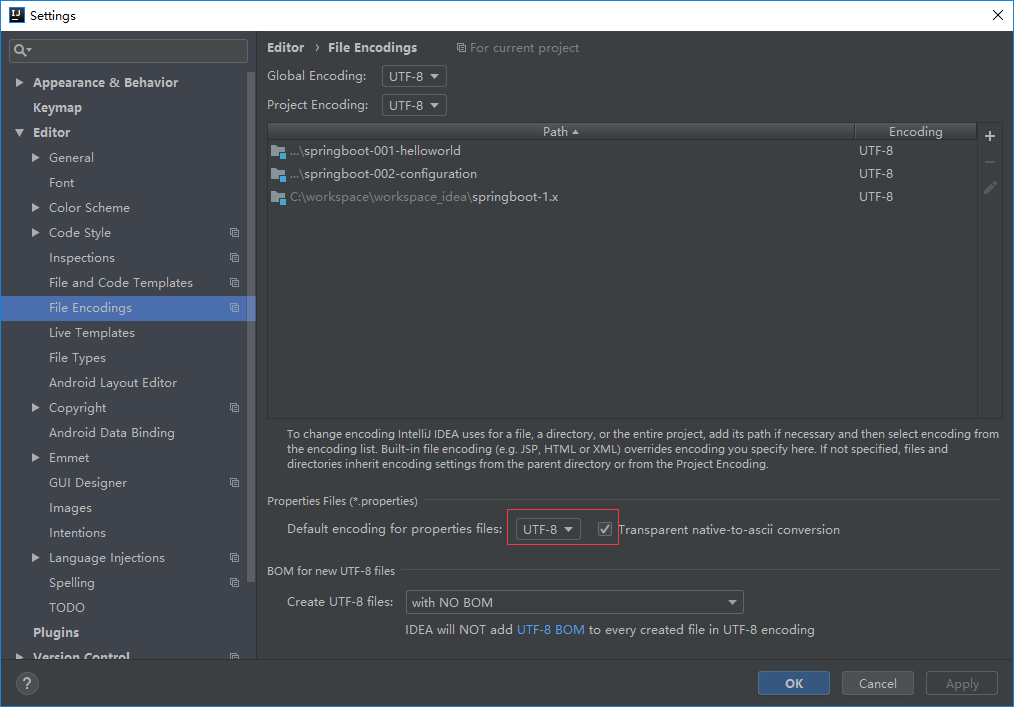 Settings
Appearance & Behavior
Keymap
Editor
General
Font
Color Scheme
Code Style
Inspections
File and Code Templates
File Encodings
Live Templates
File Types
Android Layout Editor
Copyright
Android Data Binding
Emmet
GUI Designer
Images
Intentions
Language Injections
Spelling
TODO
Plugins
Version Control
Editor › File Encodings For current project
Global Encoding: UTF-8
Project Encoding: UTF-8
Path Encoding
...\springboot-001-helloworld UTF-8
...\springboot-002-configuration UTF-8
C:\workspace\workspace_idea\springboot-1.x UTF-8
To change encoding IntelliJ IDEA uses for a file, a directory, or the entire project, add its path if necessary and then select encoding from
the encoding list. Built-in file encoding (e.g. JSP, HTML or XML) overrides encoding you specify here. If not specified, files and
directories inherit encoding settings from the parent directory or from the Project Encoding.
Properties Files (*.properties)
Default encoding for properties files: UTF-8 Transparent native-to-ascii conversion
BOM for new UTF-8 files
Create UTF-8 files: with NO BOM
IDEA will NOT add UTF-8 BOM to every created file in UTF-8 encoding
? OK Cancel Apply